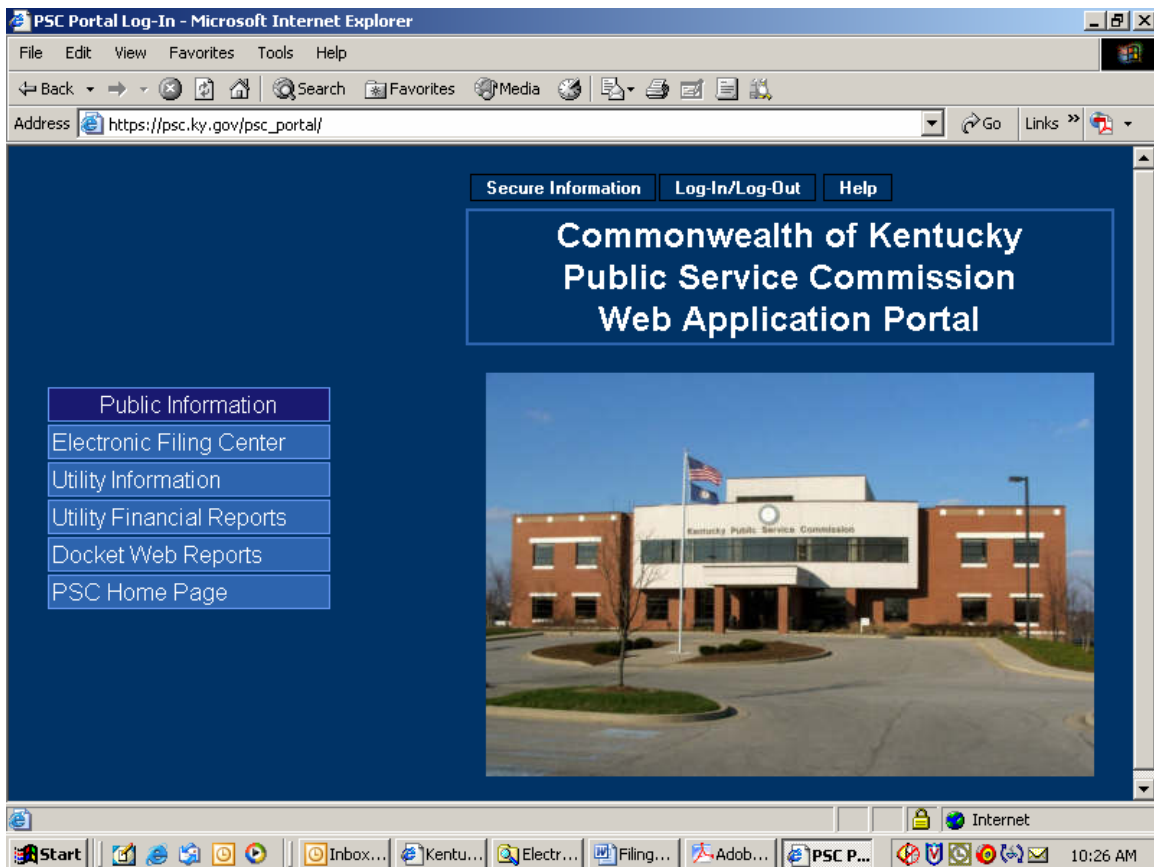 PSC Portal Log-In - Microsoft Internet Explorer
File Edit View Favorites Tools Help
Back Search Favorites Media
Address https://psc.ky.gov/psc_portal/ Go Links »
Secure Information Log-In/Log-Out Help
Commonwealth of Kentucky
Public Service Commission
Web Application Portal
Public Information
Electronic Filing Center
Utility Information
Utility Financial Reports
Docket Web Reports
PSC Home Page
Kentucky Public Service Commission
Internet
Start Inbox... Kentu... Electr... Filing... Adob... PSC P... 10:26 AM